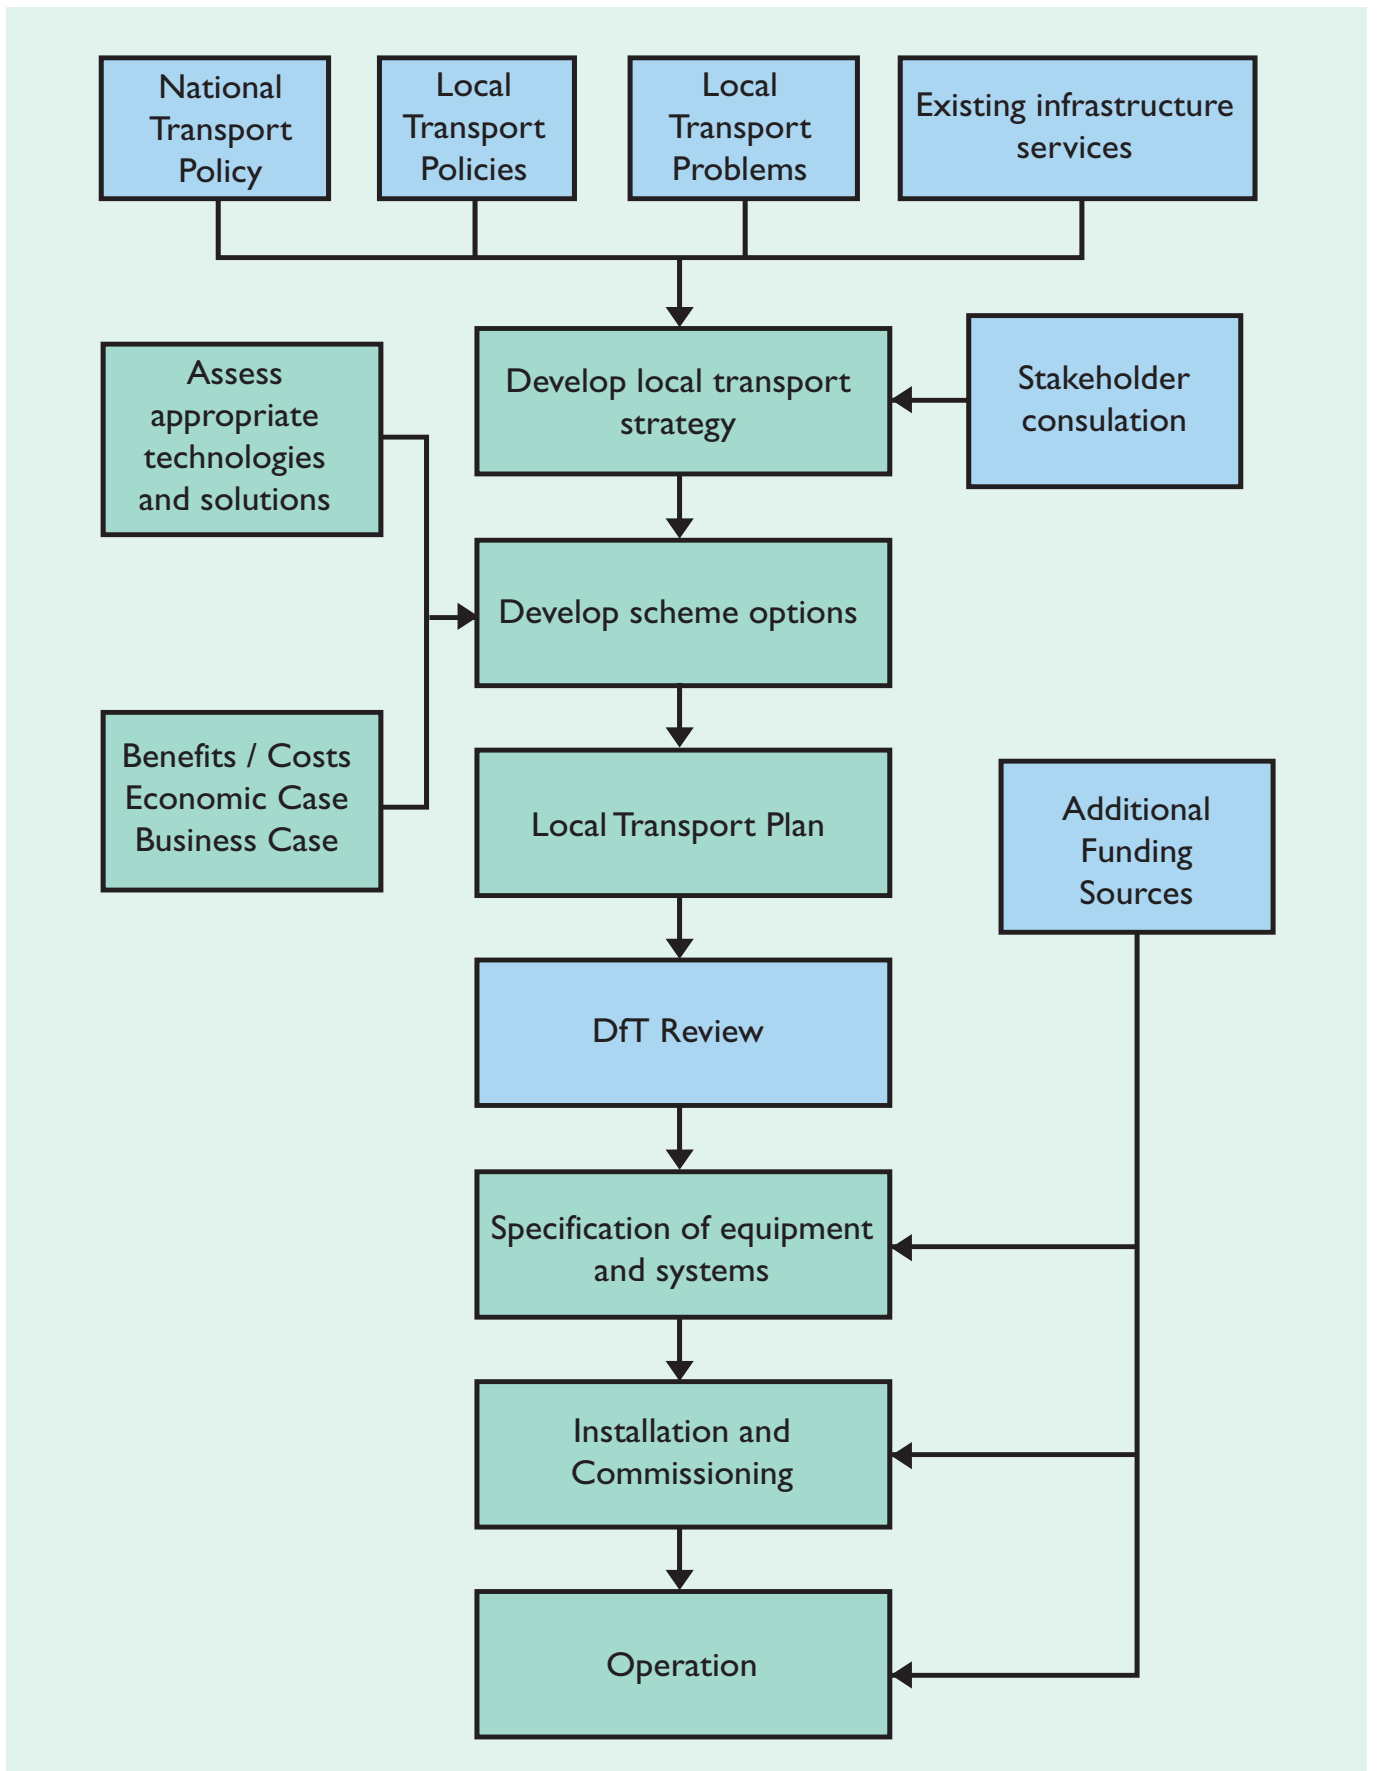 National
Transport
Policy
Local
Transport
Policies
Local
Transport
Problems
Existing infrastructure
services
Develop local transport
strategy
Stakeholder
consulation
Assess
appropriate
technologies
and solutions
Develop scheme options
Benefits / Costs
Economic Case
Business Case
Local Transport Plan
Additional
Funding
Sources
DfT Review
Specification of equipment
and systems
Installation and
Commissioning
Operation